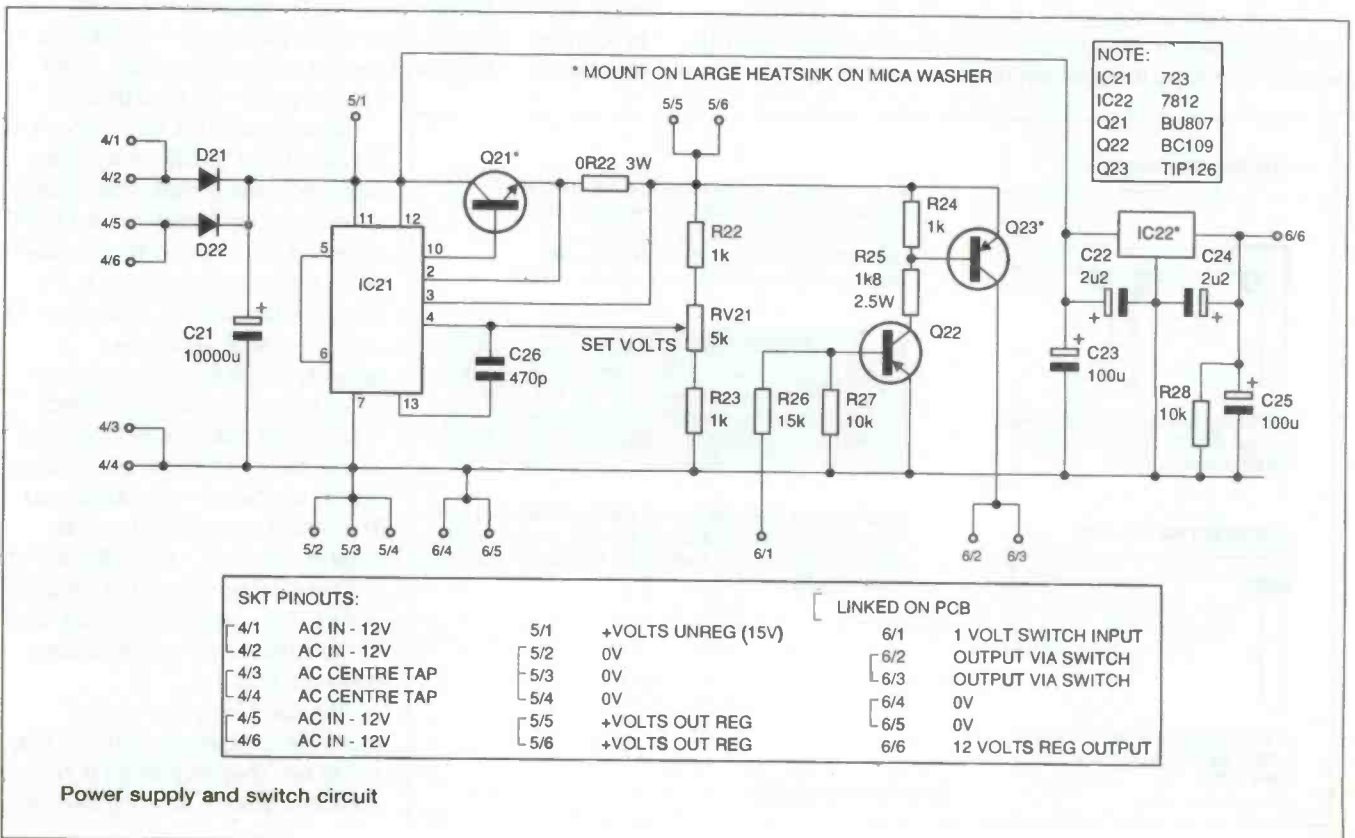 * MOUNT ON LARGE HEATSINK ON MICA WASHER
NOTE:
IC21 723
IC22 7812
Q21 BU807
Q22 BC109
Q23 TIP126
5/1
5/5 5/6
4/1
4/2
4/5
4/6
D21
D22
Q21*
0R22 3W
11 12
5
10
2
3
4
6
7 13
IC21
C21
10000u
C26
470p
R22
1k
RV21
5k
SET VOLTS
R23
1k
R24
1k
R25
1k8
2.5W
Q23*
Q22
R26
15k
R27
10k
IC22*
6/6
C22
2u2
C24
2u2
C23
100u
R28
10k
C25
100u
4/3
4/4
5/2 5/3 5/4 6/4 6/5
6/1
6/2 6/3
SKT PINOUTS:
LINKED ON PCB
4/1 AC IN - 12V 5/1 +VOLTS UNREG (15V) 6/1 1 VOLT SWITCH INPUT
4/2 AC IN - 12V 5/2 0V 6/2 OUTPUT VIA SWITCH
4/3 AC CENTRE TAP 5/3 0V 6/3 OUTPUT VIA SWITCH
4/4 AC CENTRE TAP 5/4 0V 6/4 0V
4/5 AC IN - 12V 5/5 +VOLTS OUT REG 6/5 0V
4/6 AC IN - 12V 5/6 +VOLTS OUT REG 6/6 12 VOLTS REG OUTPUT
Power supply and switch circuit